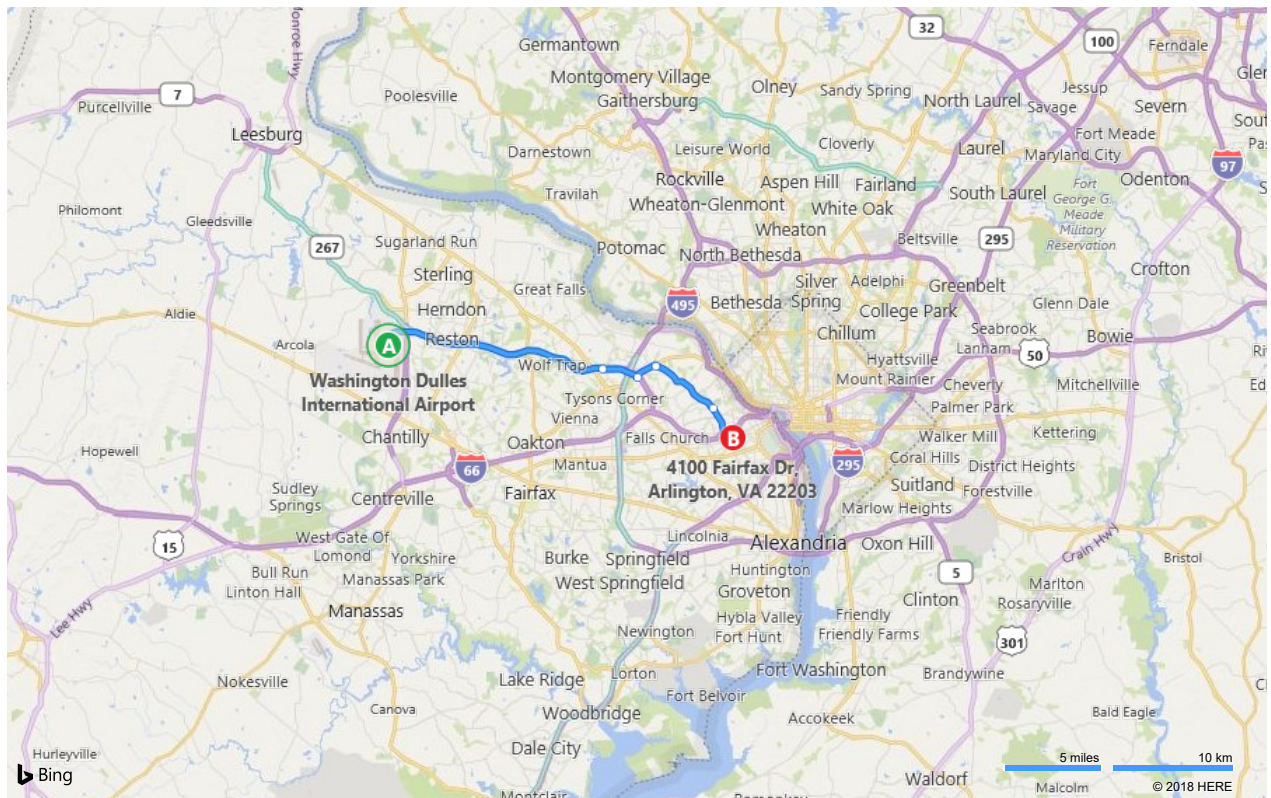 Monroe Hwy
32
100
Ferndale
Germantown
Montgomery Village
Gaithersburg
Olney
Sandy Spring
North Laurel
Jessup
Savage
Severn
7
Purcellville
Poolesville
Leesburg
Darnestown
Leisure World
Cloverly
Laurel
Fort Meade
Maryland City
97
Travilah
Rockville
Aspen Hill
Fairland
South Laurel
Odenton
Fort
George G.
Meade
Military
Reservation
Philomont
Gleedsville
Wheaton-Glenmont
White Oak
Wheaton
267
Sugarland Run
Potomac
North Bethesda
Beltsville
295
Sterling
Great Falls
495
Bethesda
Silver
Spring
Adelphi
Greenbelt
Crofton
Herndon
College Park
Glenn Dale
Aldie
Arcola
A
Reston
Chillum
Seabrook
Lanham
50
Bowie
Wolf Trap
Hyattsville
Mount Rainier
Cheverly
Mitchellville
Washington Dulles
International Airport
Tysons Corner
Vienna
Palmer Park
Chantilly
Oakton
Falls Church
B
Walker Mill
Kettering
Hopewell
66
Mantua
4100 Fairfax Dr,
Arlington, VA 22203
295
Coral Hills
District Heights
Sudley
Springs
Centreville
Fairfax
Suitland
Forestville
Marlow Heights
15
West Gate Of
Lomond
Yorkshire
Lincolnia
Alexandria
Oxon Hill
Crain Hwy
Bristol
Bull Run
Linton Hall
Manassas Park
Burke
Springfield
West Springfield
Huntington
Groveton
5
Marlton
Lee Hwy
Manassas
Clinton
Rosaryville
Hybla Valley
Fort Hunt
Friendly
Friendly Farms
301
Newington
Nokesville
Lake Ridge
Lorton
Fort Washington
Brandywine
Fort Belvoir
Canova
Woodbridge
Accokeek
Bald Eagle
Dale City
Hurleyville
Bing
Montclair
Waldorf
5 miles
10 km
Malcolm
© 2018 HERE